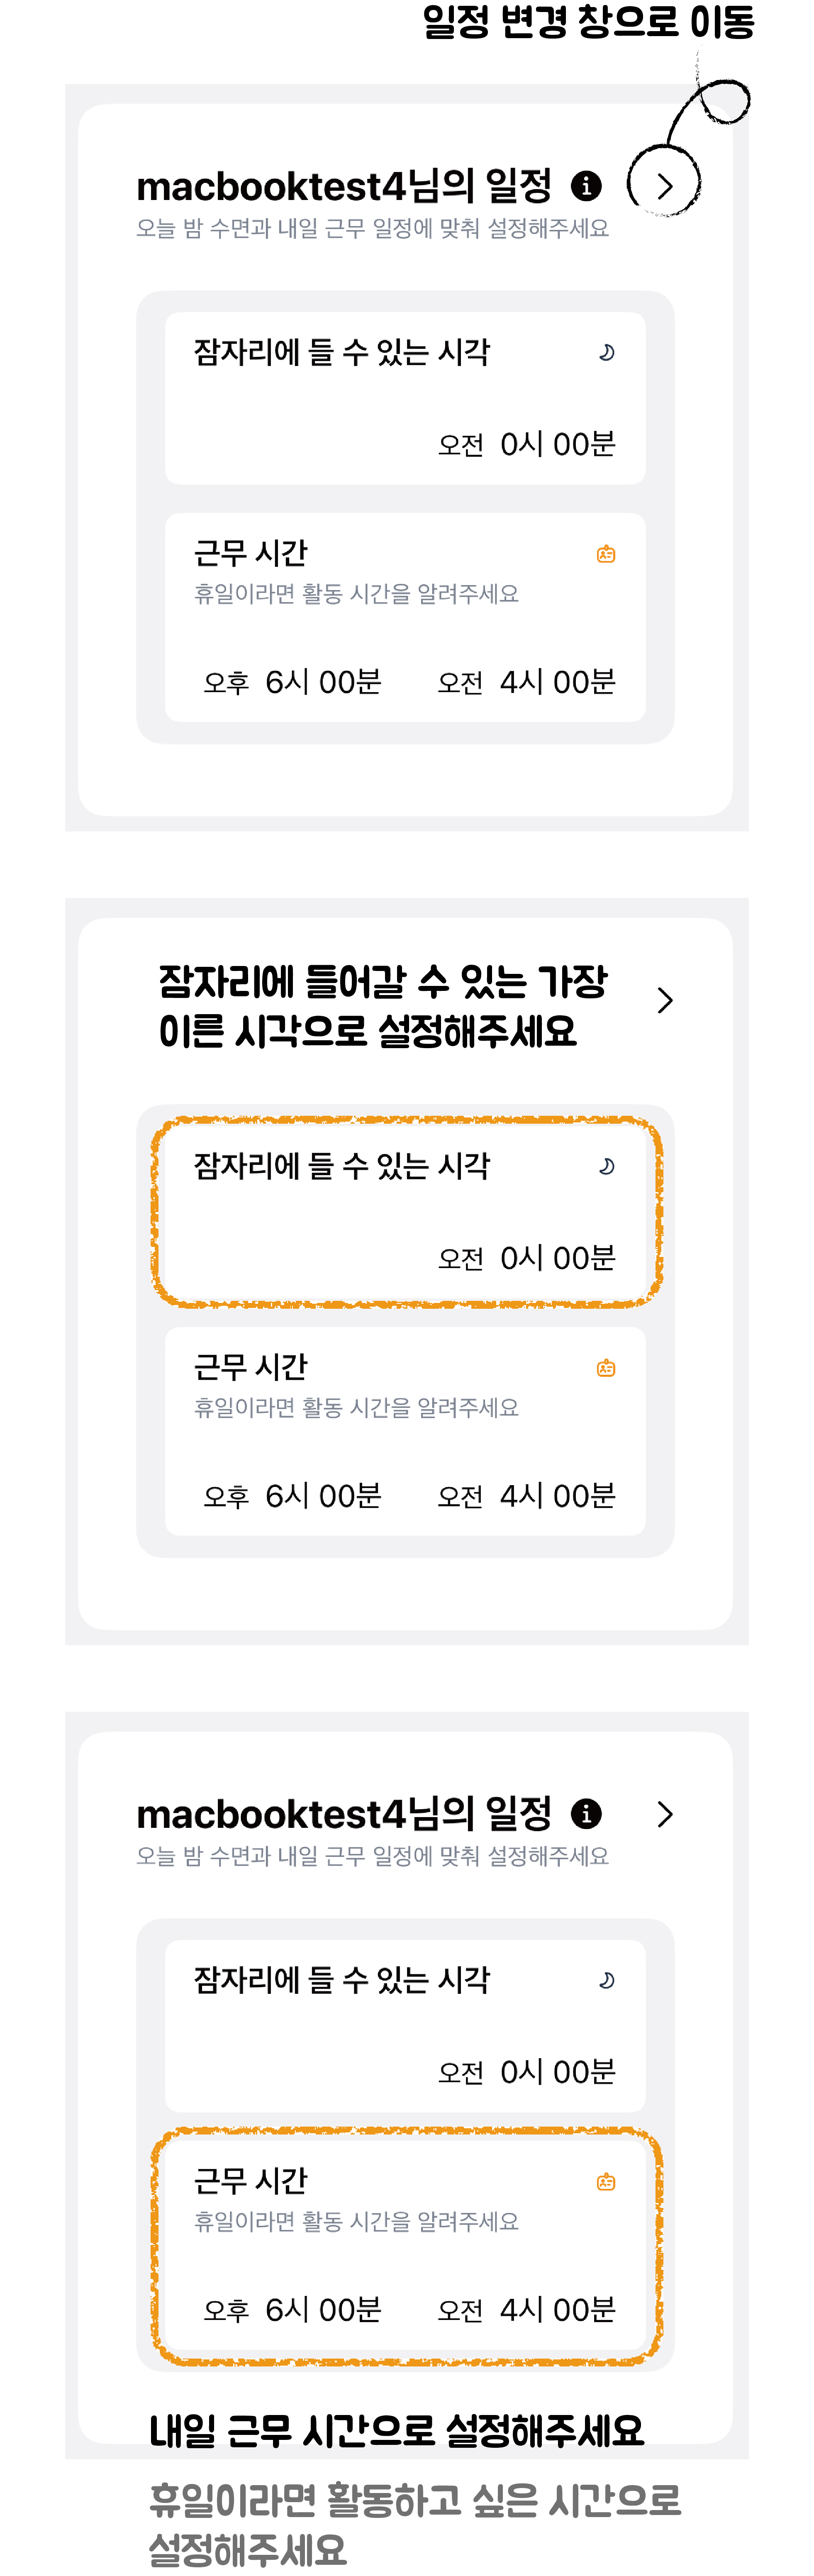 일정 변경 창으로 이동
macbooktest4님의 일정
오늘 밤 수면과 내일 근무 일정에 맞춰 설정해주세요
잠자리에 들 수 있는 시각
오전 0시 00분
근무 시간
휴일이라면 활동 시간을 알려주세요
오후 6시 00분 오전 4시 00분
잠자리에 들어갈 수 있는 가장
이른 시각으로 설정해주세요
잠자리에 들 수 있는 시각
오전 0시 00분
근무 시간
휴일이라면 활동 시간을 알려주세요
오후 6시 00분 오전 4시 00분
macbooktest4님의 일정
오늘 밤 수면과 내일 근무 일정에 맞춰 설정해주세요
잠자리에 들 수 있는 시각
오전 0시 00분
근무 시간
휴일이라면 활동 시간을 알려주세요
오후 6시 00분 오전 4시 00분
내일 근무 시간으로 설정해주세요
휴일이라면 활동하고 싶은 시간으로
설정해주세요